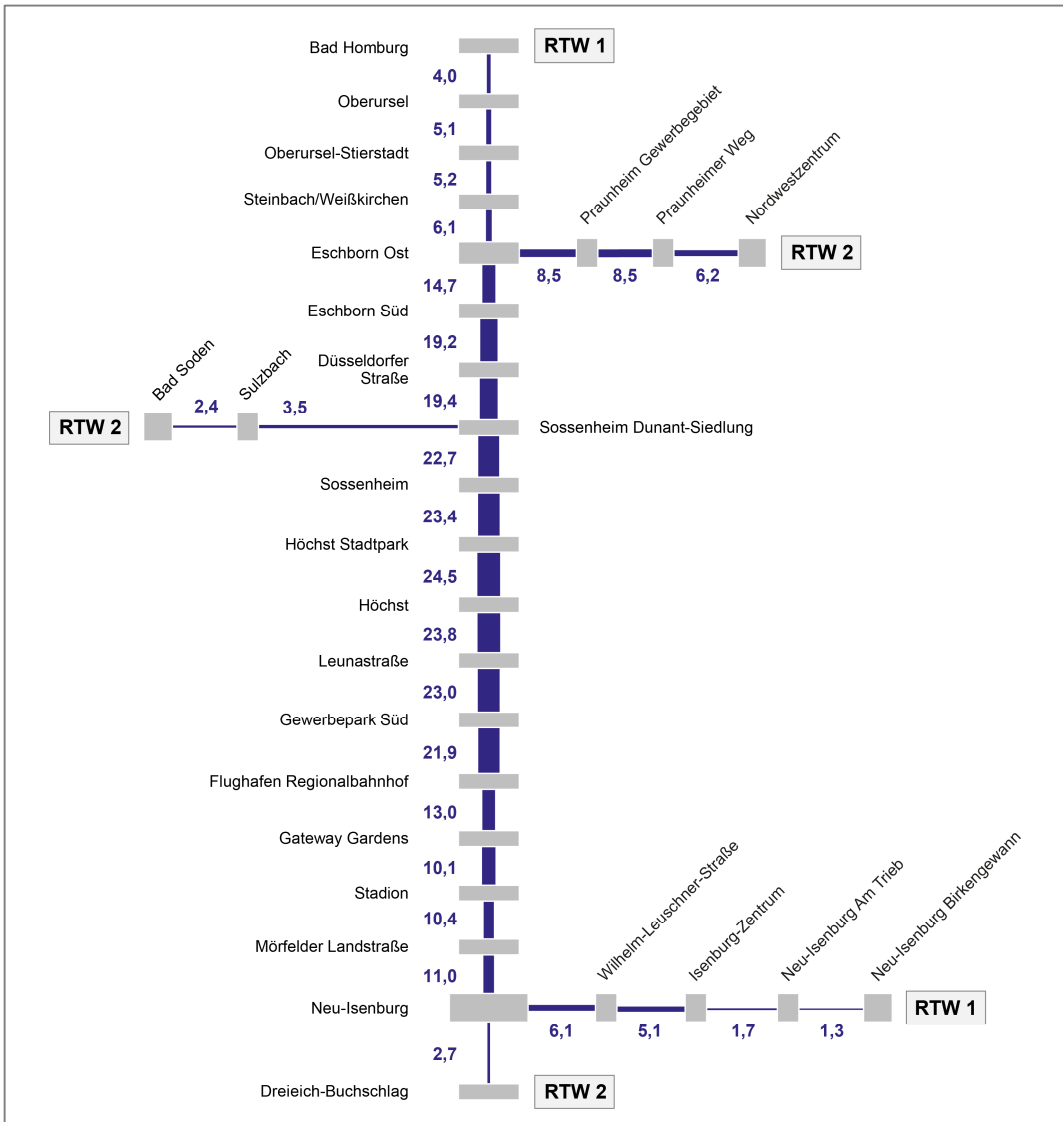 Bad Homburg
RTW 1
4,0
Oberursel
5,1
Oberursel-Stierstadt
5,2
Steinbach/Weißkirchen
6,1
Praunheim Gewerbegebiet
Praunheimer Weg
Nordwestzentrum
Eschborn Ost
RTW 2
8,5
8,5
6,2
14,7
Eschborn Süd
19,2
Düsseldorfer
Straße
19,4
Bad Soden
Sulzbach
2,4
3,5
RTW 2
Sossenheim Dunant-Siedlung
22,7
Sossenheim
23,4
Höchst Stadtpark
24,5
Höchst
23,8
Leunastraße
23,0
Gewerbepark Süd
21,9
Flughafen Regionalbahnhof
13,0
Gateway Gardens
10,1
Stadion
10,4
Mörfelder Landstraße
11,0
Wilhelm-Leuschner-Straße
Isenburg-Zentrum
Neu-Isenburg Am Trieb
Neu-Isenburg Birkengewann
Neu-Isenburg
RTW 1
6,1
5,1
1,7
1,3
2,7
Dreieich-Buchschlag
RTW 2